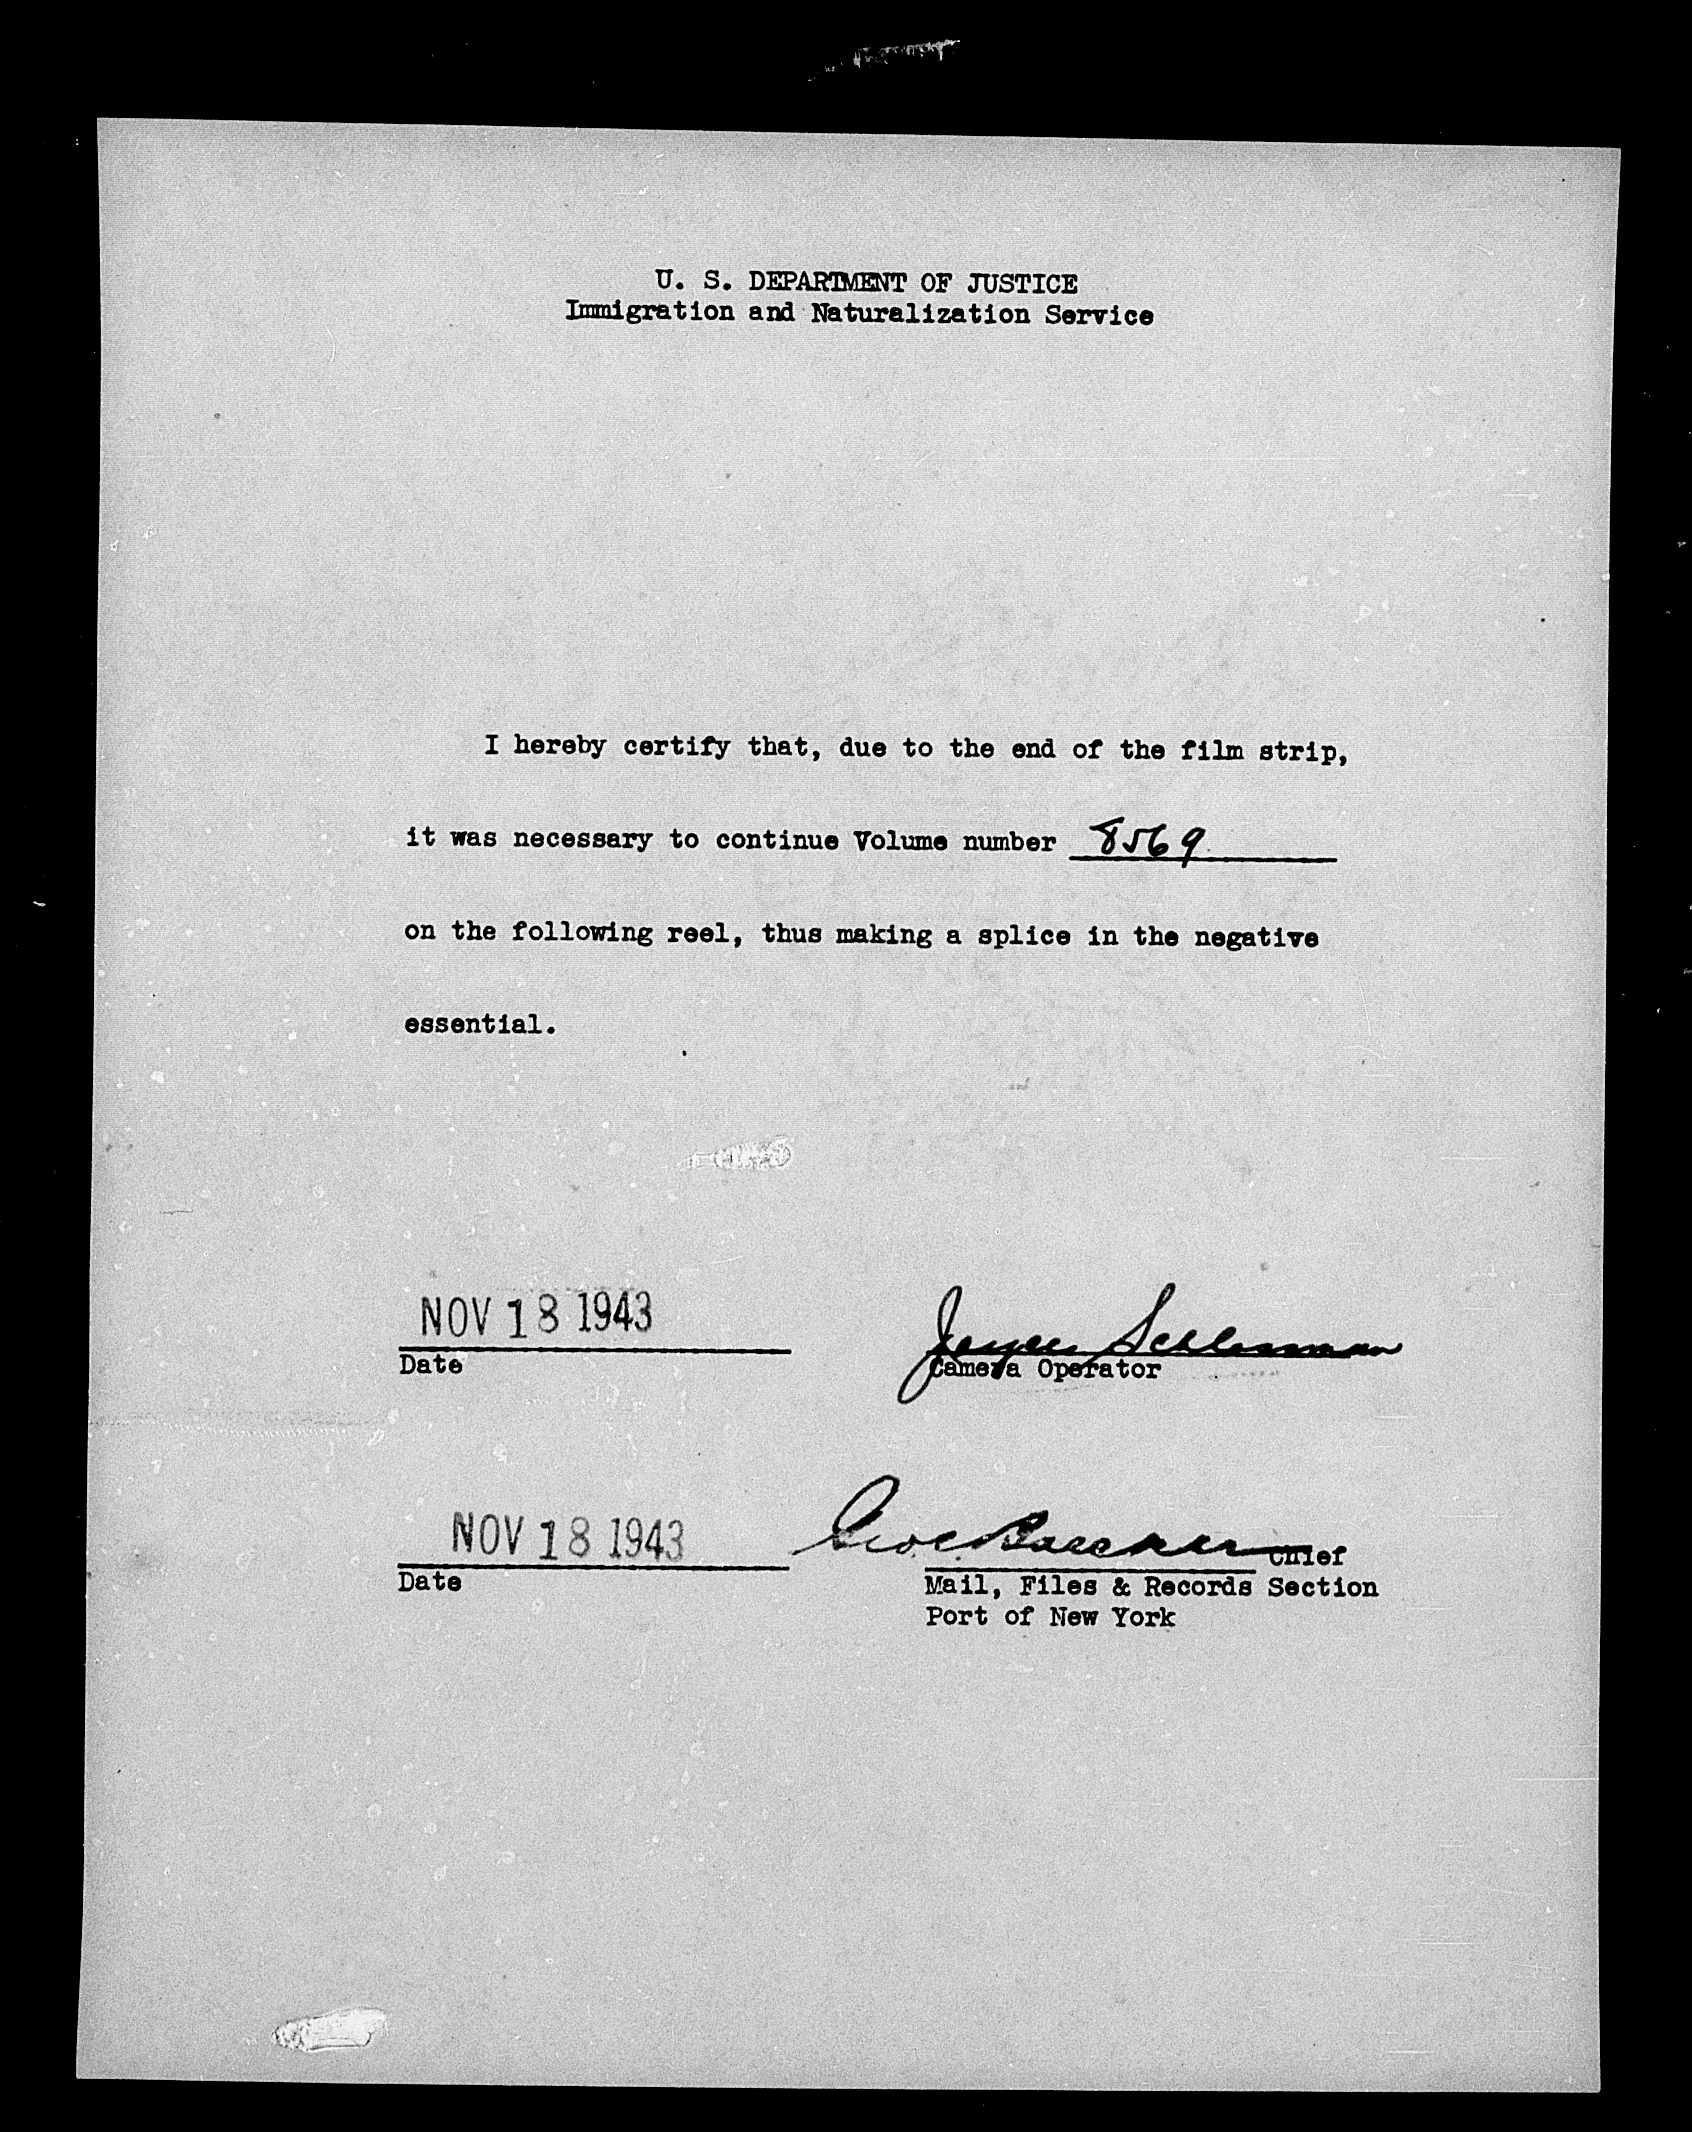 U. S. DEPARTMENT OF JUSTICE
Immigration and Naturalization Service
I hereby certify that, due to the end of the film strip,
it was necessary to continue Volume number 8569
on the following reel, thus making a splice in the negative
essential.
NOV 18 1943
Date
Camera Operator
NOV 18 1943
Chief
Date
Mail, Files & Records Section
Port of New York